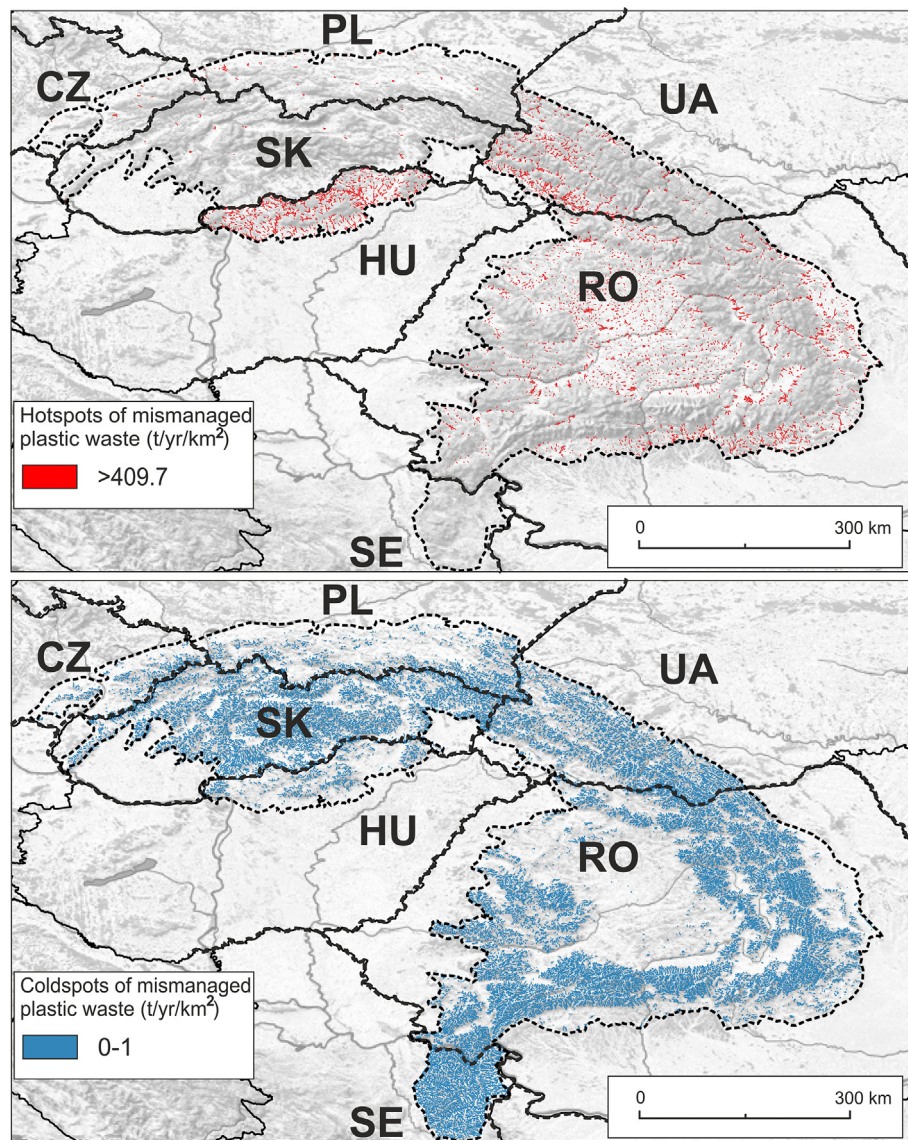 PL
CZ
UA
SK
HU
RO
Hotspots of mismanaged
plastic waste (t/yr/km²)
>409.7
0 300 km
SE
PL
CZ
UA
SK
HU
RO
Coldspots of mismanaged
plastic waste (t/yr/km²)
0-1
0 300 km
SE